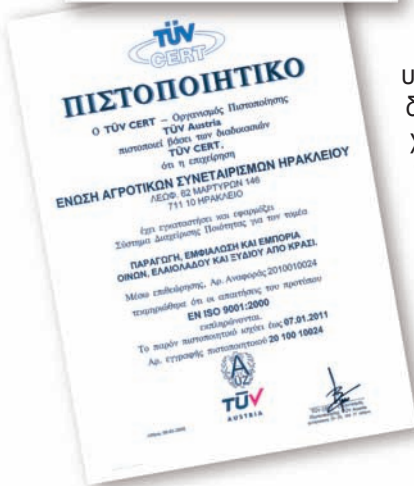 TÜV
CERT
ΠΙΣΤΟΠΟΙΗΤΙΚΟ
Ο TÜV CERT – Οργανισμός Πιστοποίησης
TÜV Austria
πιστοποιεί βάσει των διαδικασιών
TÜV CERT,
ότι η επιχείρηση
ΕΝΩΣΗ ΑΓΡΟΤΙΚΩΝ ΣΥΝΕΤΑΙΡΙΣΜΩΝ ΗΡΑΚΛΕΙΟΥ
ΛΕΩΦ. 62 ΜΑΡΤΥΡΩΝ 146
711 10 ΗΡΑΚΛΕΙΟ
έχει εγκαταστήσει και εφαρμόζει
Σύστημα Διαχείρισης Ποιότητας για τον τομέα
ΠΑΡΑΓΩΓΗ, ΕΜΦΙΑΛΩΣΗ ΚΑΙ ΕΜΠΟΡΙΑ
ΟΙΝΩΝ, ΕΛΑΙΟΛΑΔΟΥ ΚΑΙ ΞΥΔΙΟΥ ΑΠΟ ΚΡΑΣΙ.
Μέσω επιθεώρησης, Αρ. Αναφοράς 2010010024
τεκμηριώθηκε ότι οι απαιτήσεις του προτύπου
EN ISO 9001:2000
εκπληρώνονται.
Το παρόν πιστοποιητικό ισχύει έως 07.01.2011
Αρ. εγγραφής πιστοποιητικού 20 100 10024
TÜV
AUSTRIA